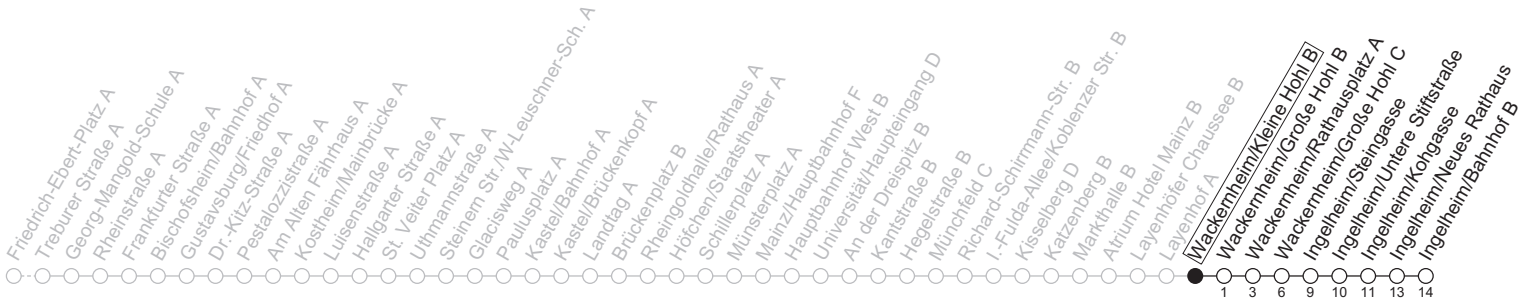 Friedrich-Ebert-Platz A
Treburer Straße A
Georg-Mangold-Schule A
Rheinstraße A
Frankfurter Straße A
Bischofsheim/Bahnhof A
Gustavsburg/Friedhof A
Dr.-Kitz-Straße A
Pestalozzistraße A
Am Alten Fährhaus A
Kostheim/Mainbrücke A
Luisenstraße A
Hallgarter Straße A
St. Veiter Platz A
Uthmannstraße A
Steinern Str./W-Leuschner-Sch. A
Glacisweg A
Paulusplatz A
Kastel/Bahnhof A
Kastel/Brückenkopf A
Landtag A
Brückenplatz B
Rheingoldhalle/Rathaus A
Höfchen/Staatstheater A
Schillerplatz A
Münsterplatz A
Mainz/Hauptbahnhof F
Hauptbahnhof West B
Universität/Haupteingang D
An der Dreispitz B
Kantstraße B
Hegelstraße B
Münchfeld C
Richard-Schirrmann-Str. B
I.-Fulda-Allee/Koblenzer Str. B
Kisselberg D
Katzenberg B
Markthalle B
Atrium Hotel Mainz B
Layenhöfer Chaussee B
Layenhof A
Wackernheim/Kleine Hohl B
Wackernheim/Große Hohl B
Wackernheim/Rathausplatz A
Wackernheim/Große Hohl C
Ingelheim/Steingasse
Ingelheim/Untere Stiftstraße
Ingelheim/Kohgasse
Ingelheim/Neues Rathaus
Ingelheim/Bahnhof B
1 3 6 9 10 11 13 14